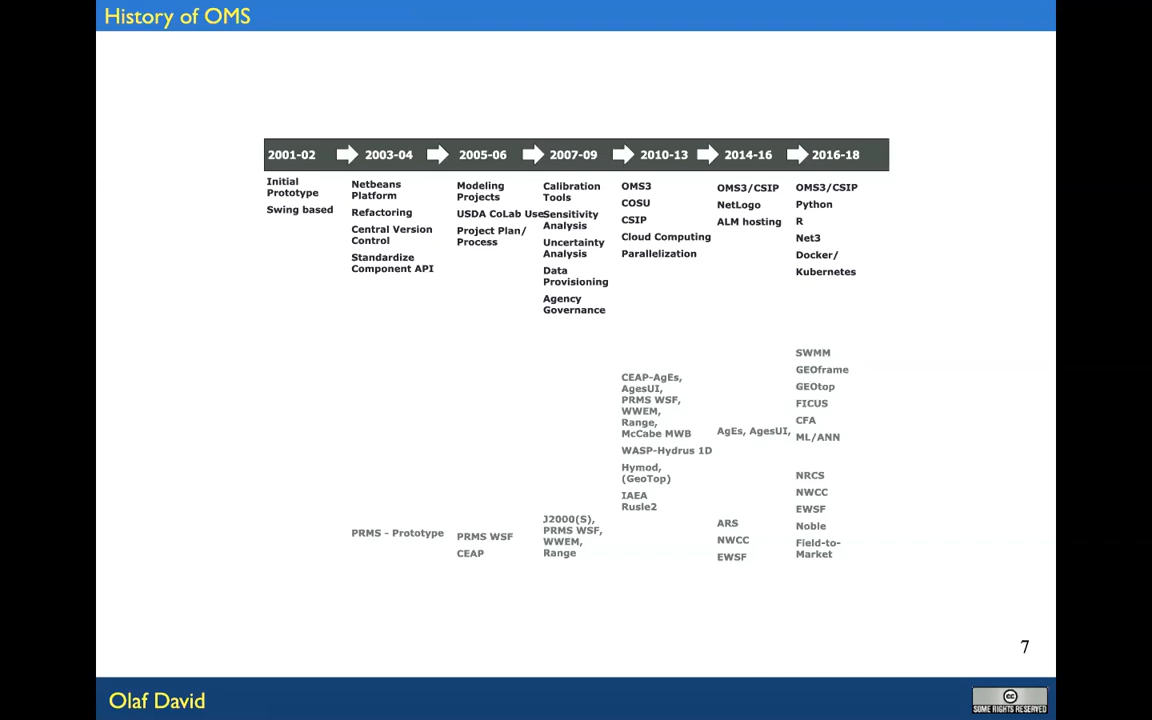 History of OMS
2001-02
2003-04
2005-06
2007-09
2010-13
2014-16
2016-18
Initial
Prototype
Swing based
Netbeans
Platform
Refactoring
Central Version
Control
Standardize
Component API
Modeling
Projects
USDA CoLab Use
Project Plan/
Process
Calibration
Tools
Sensitivity
Analysis
Uncertainty
Analysis
Data
Provisioning
Agency
Governance
OMS3
COSU
CSIP
Cloud Computing
Parallelization
OMS3/CSIP
NetLogo
ALM hosting
OMS3/CSIP
Python
R
Net3
Docker/
Kubernetes
PRMS - Prototype
PRMS WSF
CEAP
J2000(S),
PRMS WSF,
WWEM,
Range
CEAP-AgEs,
AgesUI,
PRMS WSF,
WWEM,
Range,
McCabe MWB
WASP-Hydrus 1D
Hymod,
(GeoTop)
IAEA
Rusle2
AgEs, AgesUI,
ARS
NWCC
EWSF
SWMM
GEOframe
GEOtop
FICUS
CFA
ML/ANN
NRCS
NWCC
EWSF
Noble
Field-to-
Market
7
Olaf David
cc
SOME RIGHTS RESERVED